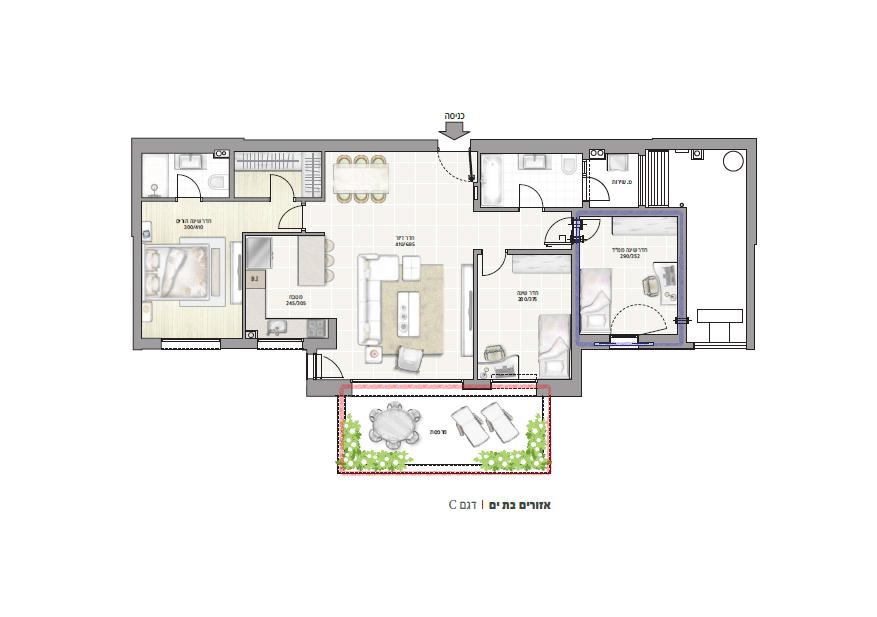 כניסה
מ. שירות
חדר שינה הורים
300/410
חדר דיור
410/685
חדר שינה ממ"ד
290/352
מטבח
245/305
חדר שינה
280/375
מרפסת
אזורים בת ים | דגם C